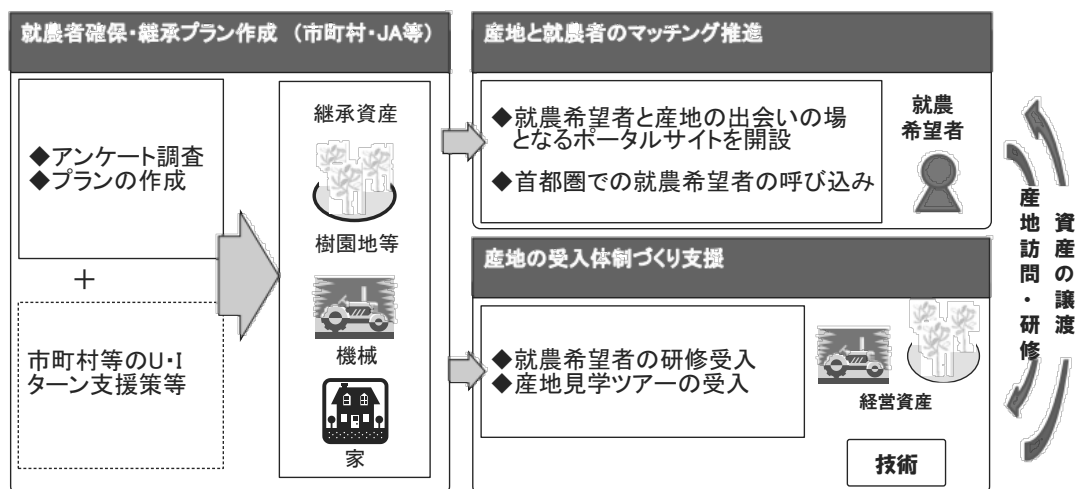 就農者確保・継承プラン作成 (市町村・JA等)
◆アンケート調査
◆プランの作成
+
市町村等のU・I
ターン支援策等
継承資産
樹園地等
機械
家
産地と就農者のマッチング推進
◆就農希望者と産地の出会いの場
となるポータルサイトを開設
◆首都圏での就農希望者の呼び込み
就農
希望者
産地の受入体制づくり支援
◆就農希望者の研修受入
◆産地見学ツアーの受入
経営資産
技術
産地訪問・研修
資産の譲渡